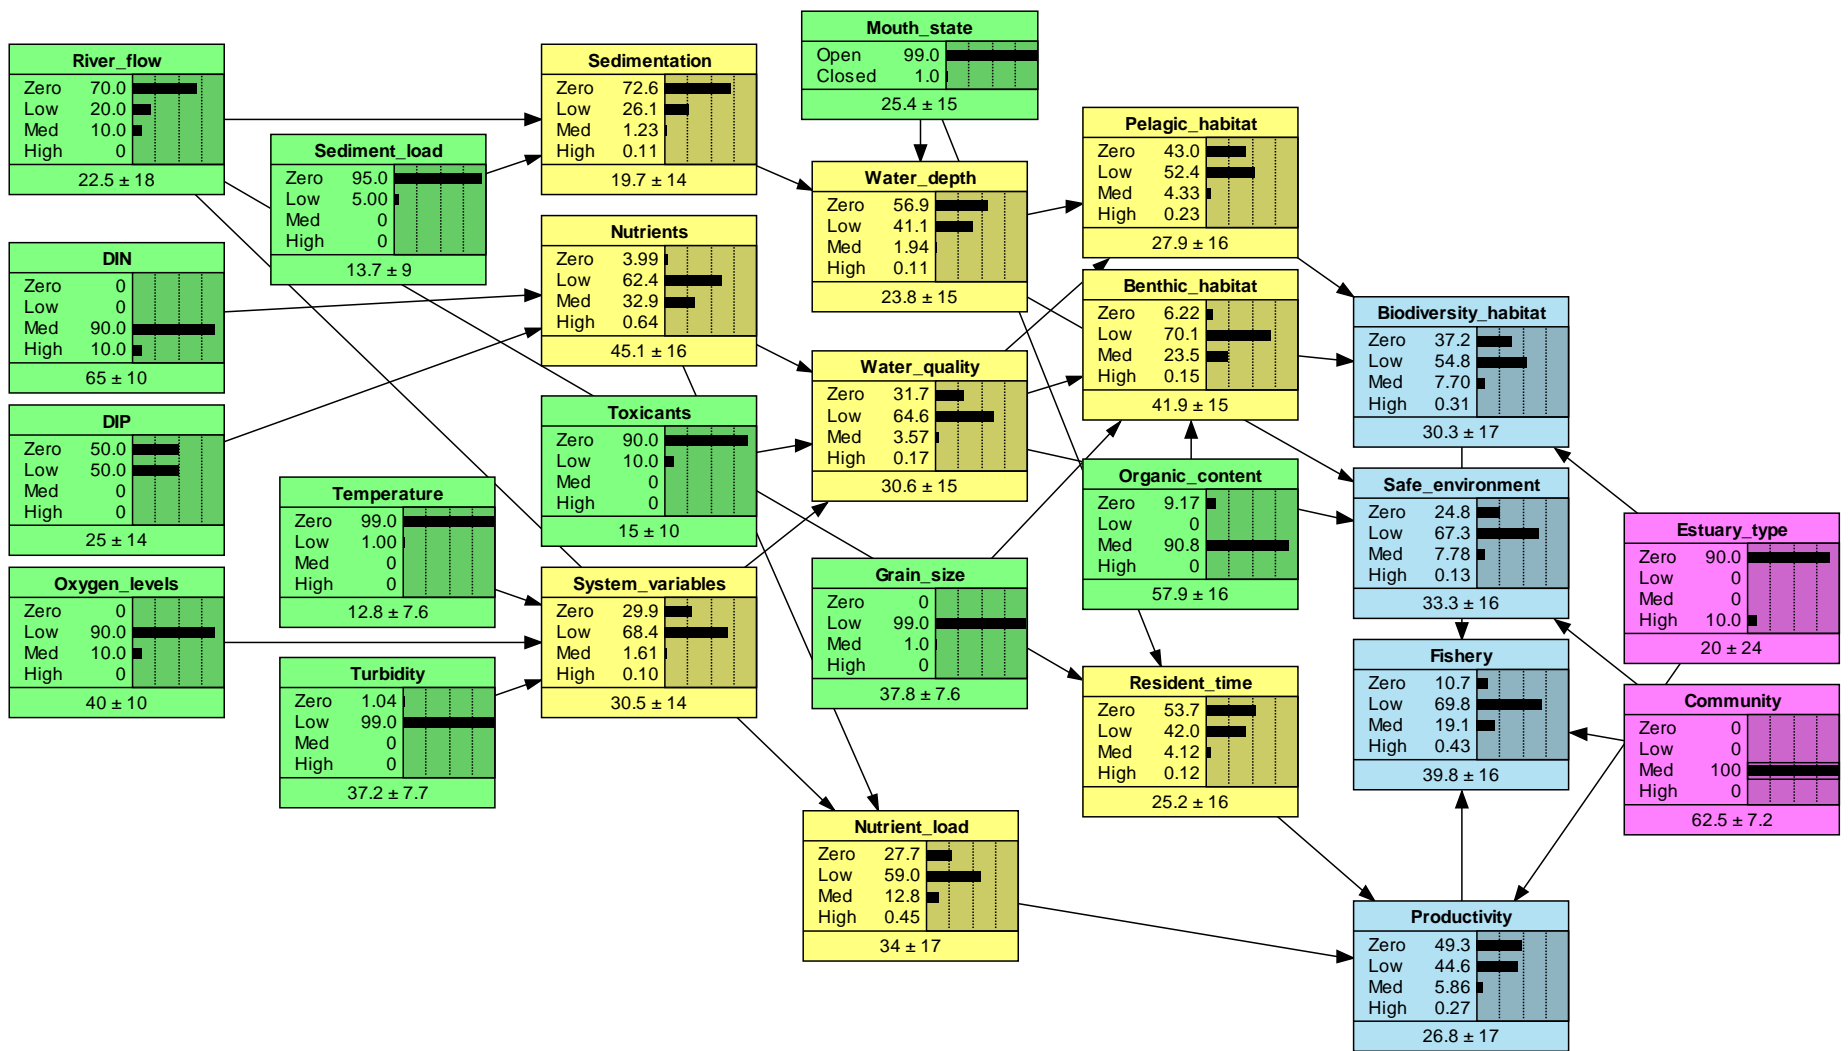 River_flow
Zero 70.0
Low 20.0
Med 10.0
High 0
22.5 ± 18
Sediment_load
Zero 95.0
Low 5.00
Med 0
High 0
13.7 ± 9
DIN
Zero 0
Low 0
Med 90.0
High 10.0
65 ± 10
DIP
Zero 50.0
Low 50.0
Med 0
High 0
25 ± 14
Temperature
Zero 99.0
Low 1.00
Med 0
High 0
12.8 ± 7.6
Oxygen_levels
Zero 0
Low 90.0
Med 10.0
High 0
40 ± 10
Turbidity
Zero 1.04
Low 99.0
Med 0
High 0
37.2 ± 7.7
Sedimentation
Zero 72.6
Low 26.1
Med 1.23
High 0.11
19.7 ± 14
Nutrients
Zero 3.99
Low 62.4
Med 32.9
High 0.64
45.1 ± 16
Toxicants
Zero 90.0
Low 10.0
Med 0
High 0
15 ± 10
System_variables
Zero 29.9
Low 68.4
Med 1.61
High 0.10
30.5 ± 14
Mouth_state
Open 99.0
Closed 1.0
25.4 ± 15
Water_depth
Zero 56.9
Low 41.1
Med 1.94
High 0.11
23.8 ± 15
Water_quality
Zero 31.7
Low 64.6
Med 3.57
High 0.17
30.6 ± 15
Grain_size
Zero 0
Low 99.0
Med 1.0
High 0
37.8 ± 7.6
Nutrient_load
Zero 27.7
Low 59.0
Med 12.8
High 0.45
34 ± 17
Pelagic_habitat
Zero 43.0
Low 52.4
Med 4.33
High 0.23
27.9 ± 16
Benthic_habitat
Zero 6.22
Low 70.1
Med 23.5
High 0.15
41.9 ± 15
Organic_content
Zero 9.17
Low 0
Med 90.8
High 0
57.9 ± 16
Resident_time
Zero 53.7
Low 42.0
Med 4.12
High 0.12
25.2 ± 16
Biodiversity_habitat
Zero 37.2
Low 54.8
Med 7.70
High 0.31
30.3 ± 17
Safe_environment
Zero 24.8
Low 67.3
Med 7.78
High 0.13
33.3 ± 16
Fishery
Zero 10.7
Low 69.8
Med 19.1
High 0.43
39.8 ± 16
Productivity
Zero 49.3
Low 44.6
Med 5.86
High 0.27
26.8 ± 17
Estuary_type
Zero 90.0
Low 0
Med 0
High 10.0
20 ± 24
Community
Zero 0
Low 0
Med 100
High 0
62.5 ± 7.2